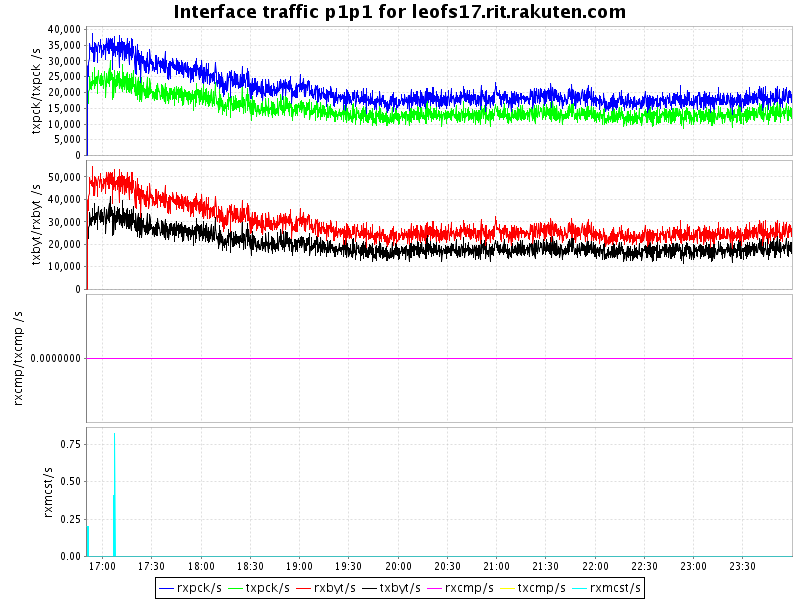 Interface traffic p1p1 for leofs17.rit.rakuten.com
txpck/txpck /s
40,000
35,000
30,000
25,000
20,000
15,000
10,000
5,000
0
txbyt/rxbyt /s
50,000
40,000
30,000
20,000
10,000
0
rxcmp/txcmp /s
0.0000000
rxmcst/s
0.75
0.50
0.25
0.00
17:00 17:30 18:00 18:30 19:00 19:30 20:00 20:30 21:00 21:30 22:00 22:30 23:00 23:30
rxpck/s txpck/s rxbyt/s txbyt/s rxcmp/s txcmp/s rxmcst/s